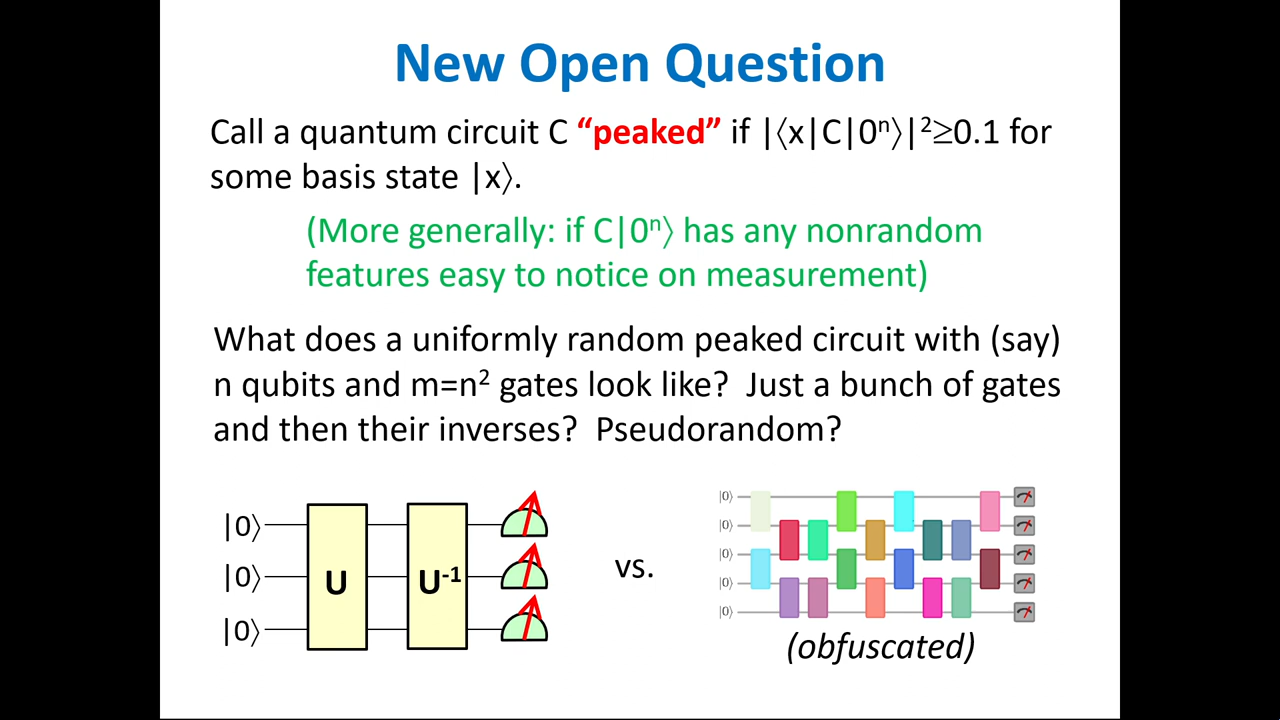 New Open Question
Call a quantum circuit C “peaked” if |⟨x|C|0ⁿ⟩|²≥0.1 for
some basis state |x⟩.
(More generally: if C|0ⁿ⟩ has any nonrandom
features easy to notice on measurement)
What does a uniformly random peaked circuit with (say)
n qubits and m=n² gates look like? Just a bunch of gates
and then their inverses? Pseudorandom?
|0⟩
|0⟩
|0⟩
U
U⁻¹
vs.
|0⟩
|0⟩
|0⟩
|0⟩
|0⟩
(obfuscated)